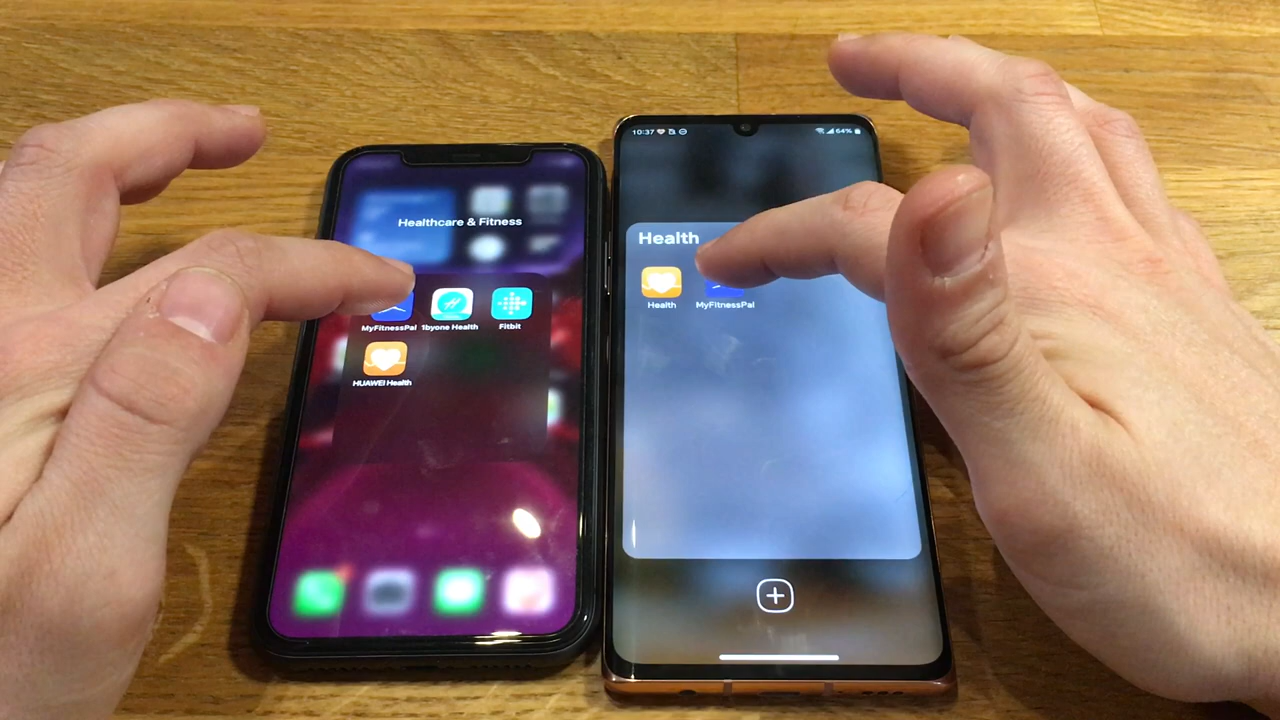 Healthcare & Fitness
MyFitnessPal 1byone Health Fitbit
HUAWEI Health
10:37 64%
Health
Health MyFitnessPal